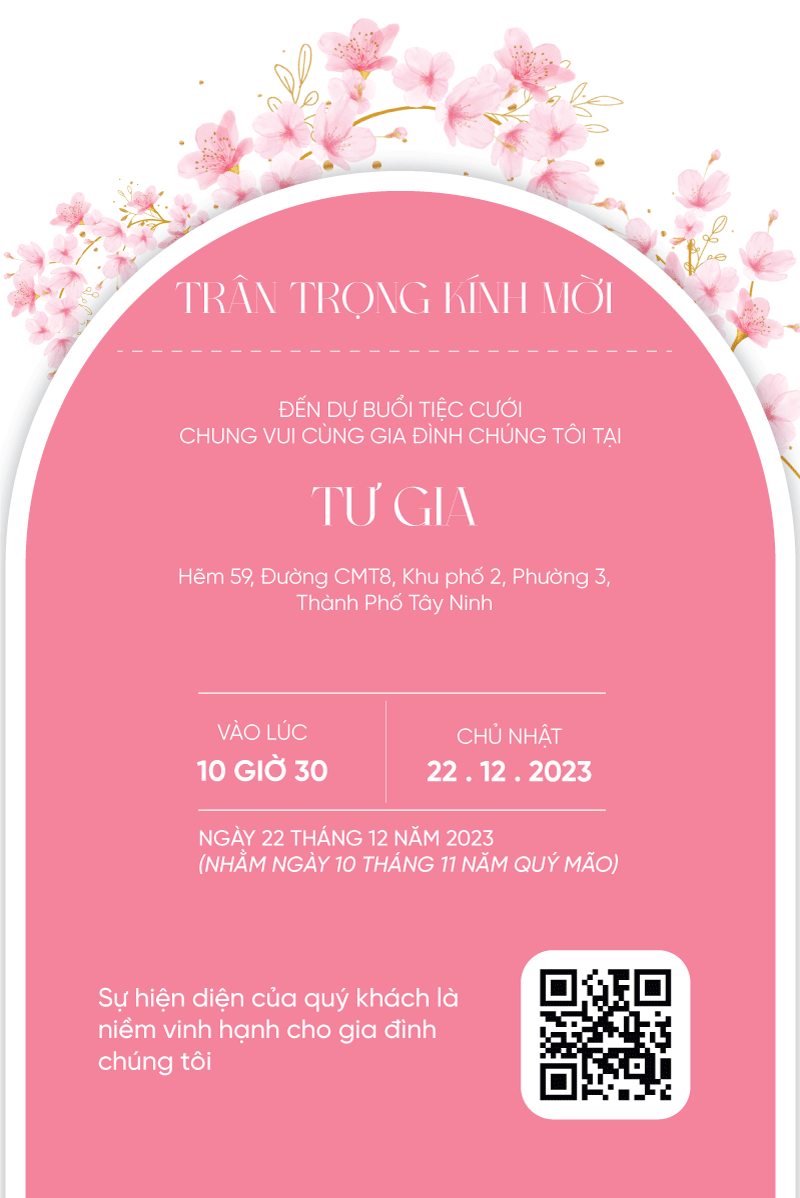 TRÂN TRỌNG KÍNH MỜI
ĐẾN DỰ BUỔI TIỆC CƯỚI
CHUNG VUI CÙNG GIA ĐÌNH CHÚNG TÔI TẠI
TƯ GIA
Hẽm 59, Đường CMT8, Khu phố 2, Phường 3,
Thành Phố Tây Ninh
VÀO LÚC
10 GIỜ 30
CHỦ NHẬT
22 . 12 . 2023
NGÀY 22 THÁNG 12 NĂM 2023
(NHẰM NGÀY 10 THÁNG 11 NĂM QUÝ MÃO)
Sự hiện diện của quý khách là
niềm vinh hạnh cho gia đình
chúng tôi